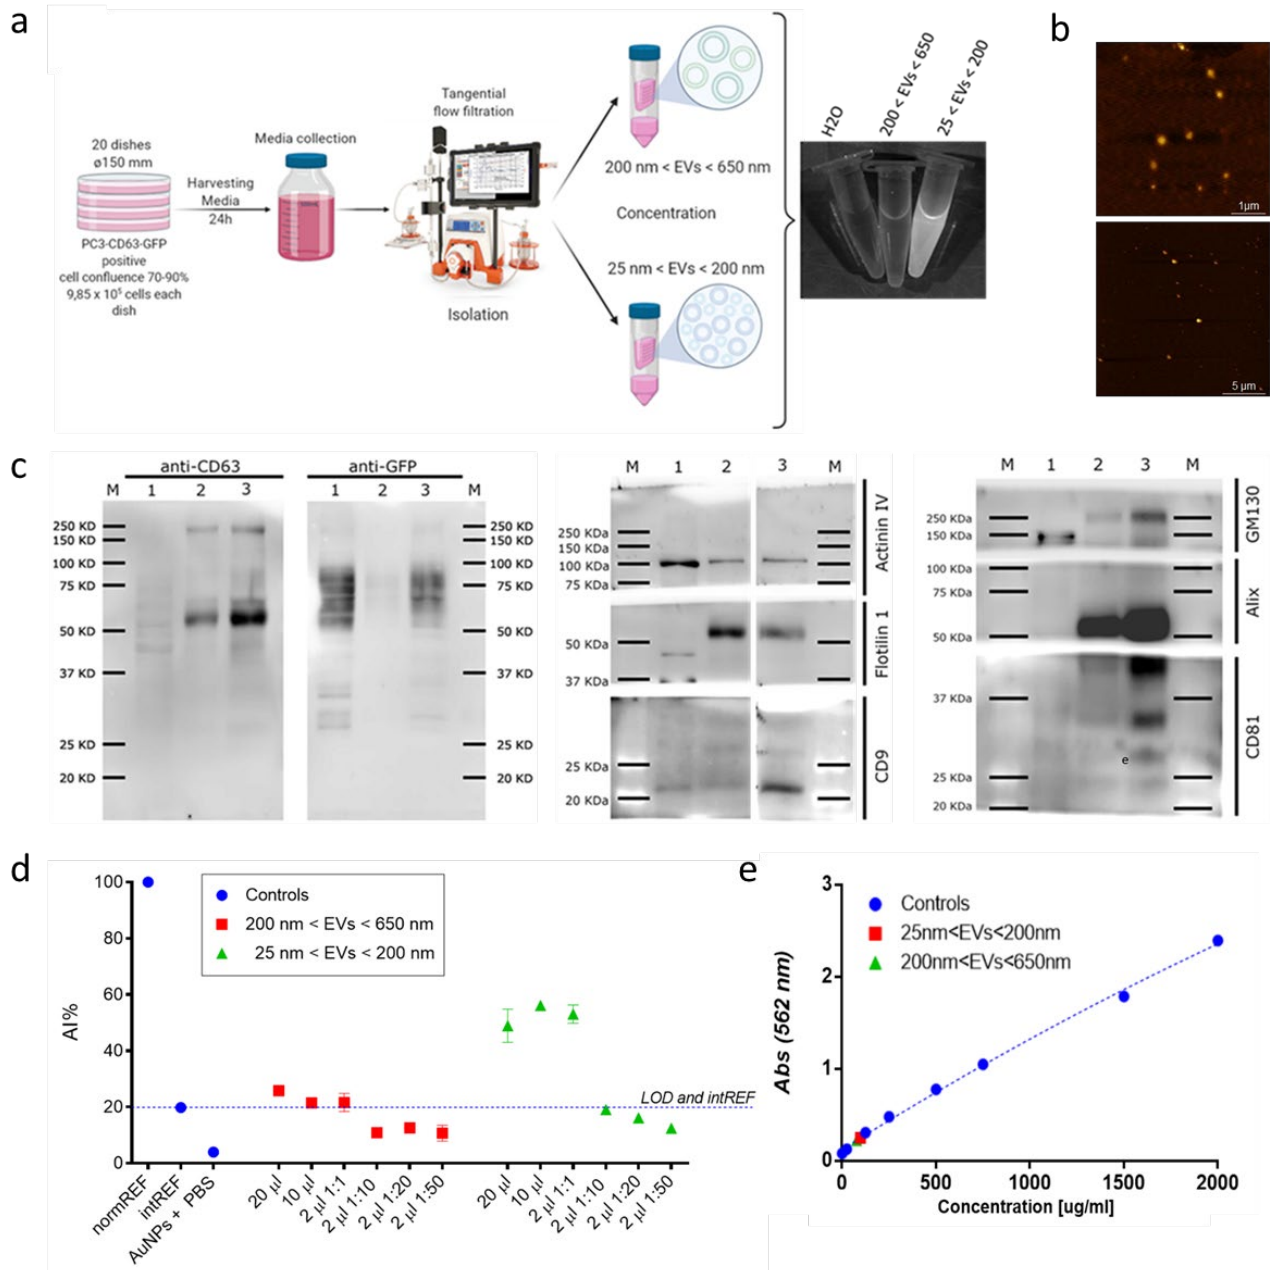 a
20 dishes
ø150 mm
PC3-CD63-GFP
positive
cell confluence 70-90%
9,85 x 10⁵ cells each
dish
Harvesting
Media
24h
Media collection
Tangential
flow filtration
Isolation
200 nm < EVs < 650 nm
Concentration
25 nm < EVs < 200 nm
H2O
200 < EVs < 650
25 < EVs < 200
b
1µm
5 µm
c
anti-CD63
anti-GFP
M 1 2 3
1 2 3 M
250 KD
150 KD
100 KD
75 KD
50 KD
37 KD
25 KD
20 KD
250 KD
150 KD
100 KD
75 KD
50 KD
37 KD
25 KD
20 KD
M 1 2 3 M
250 KDa
150 KDa
100 KDa
75 KDa
Actinin IV
50 KDa
37 KDa
Flotilin 1
25 KDa
20 KDa
CD9
M 1 2 3 M
250 KDa
150 KDa
GM130
100 KDa
75 KDa
50 KDa
Alix
37 KDa
e
25 KDa
20 KDa
CD81
d
AI%
100
80
60
40
20
0
Controls
200 nm < EVs < 650 nm
25 nm < EVs < 200 nm
LOD and intREF
normREF
intREF
AuNPs + PBS
20 µl
10 µl
2 µl 1:1
2 µl 1:10
2 µl 1:20
2 µl 1:50
20 µl
10 µl
2 µl 1:1
2 µl 1:10
2 µl 1:20
2 µl 1:50
e
Abs (562 nm)
3
2
1
0
Controls
25nm<EVs<200nm
200nm<EVs<650nm
0 500 1000 1500 2000
Concentration [ug/ml]